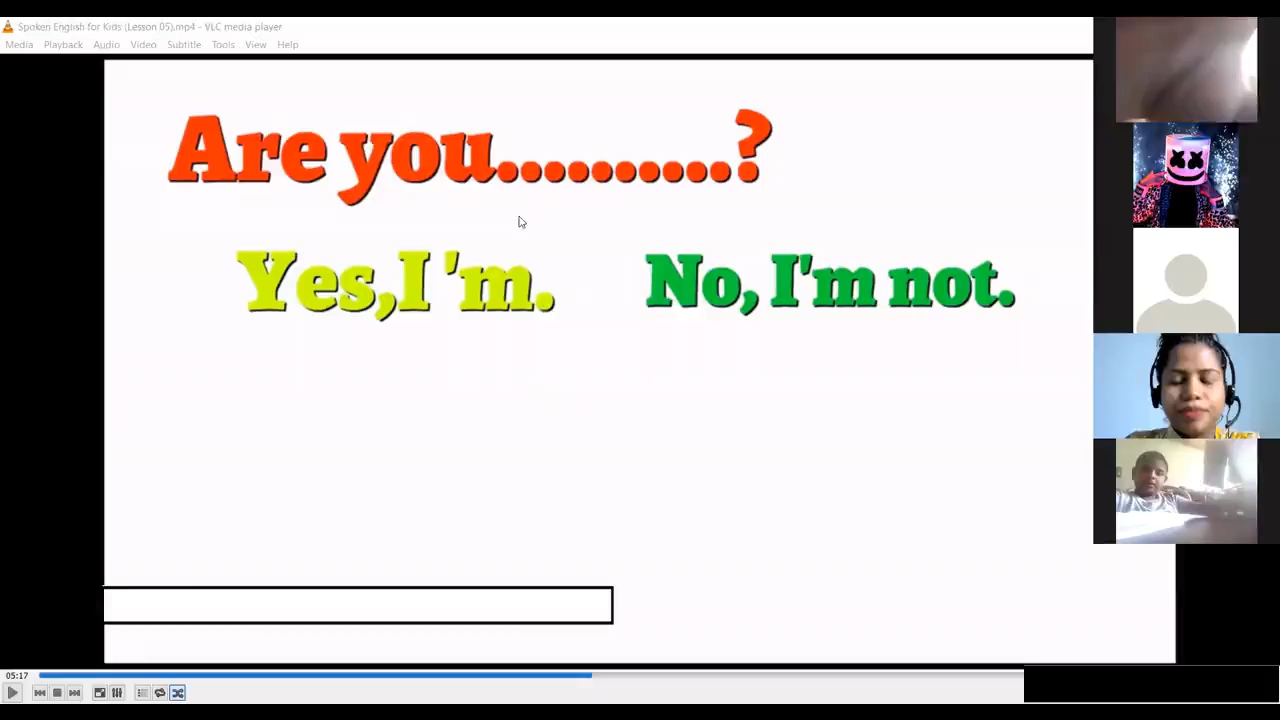 Spoken English for Kids (Lesson 05).mp4 - VLC media player
Media Playback Audio Video Subtitle Tools View Help
Are you..........?
Yes,I 'm. No, I'm not.
05:17